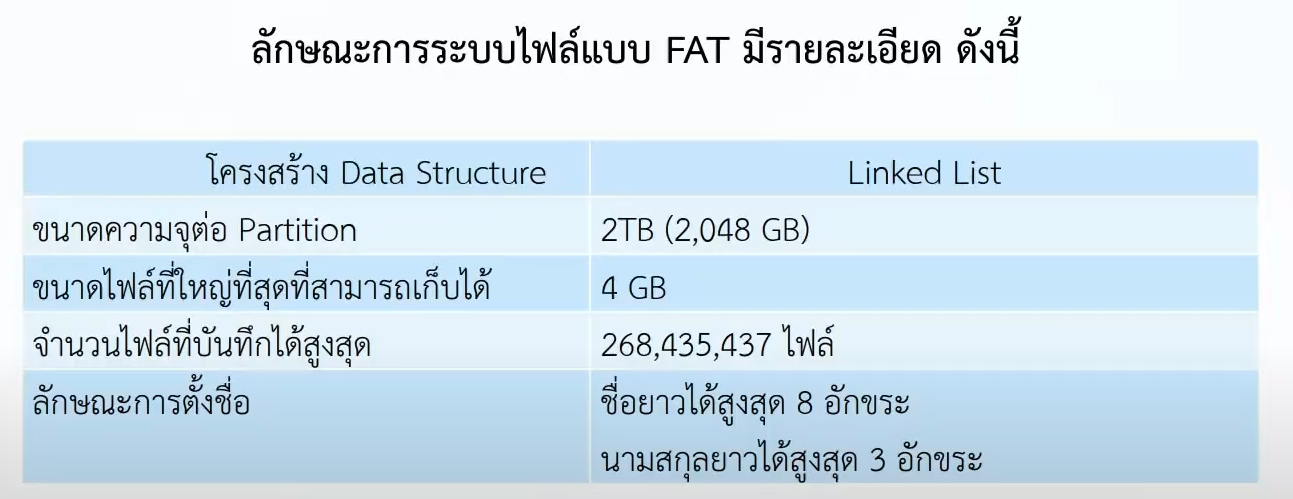 ลักษณะการระบบไฟล์แบบ FAT มีรายละเอียด ดังนี้
โครงสร้าง Data Structure
Linked List
ขนาดความจุต่อ Partition
2TB (2,048 GB)
ขนาดไฟล์ที่ใหญ่ที่สุดที่สามารถเก็บได้
4 GB
จำนวนไฟล์ที่บันทึกได้สูงสุด
268,435,437 ไฟล์
ลักษณะการตั้งชื่อ
ชื่อยาวได้สูงสุด 8 อักขระ
นามสกุลยาวได้สูงสุด 3 อักขระ